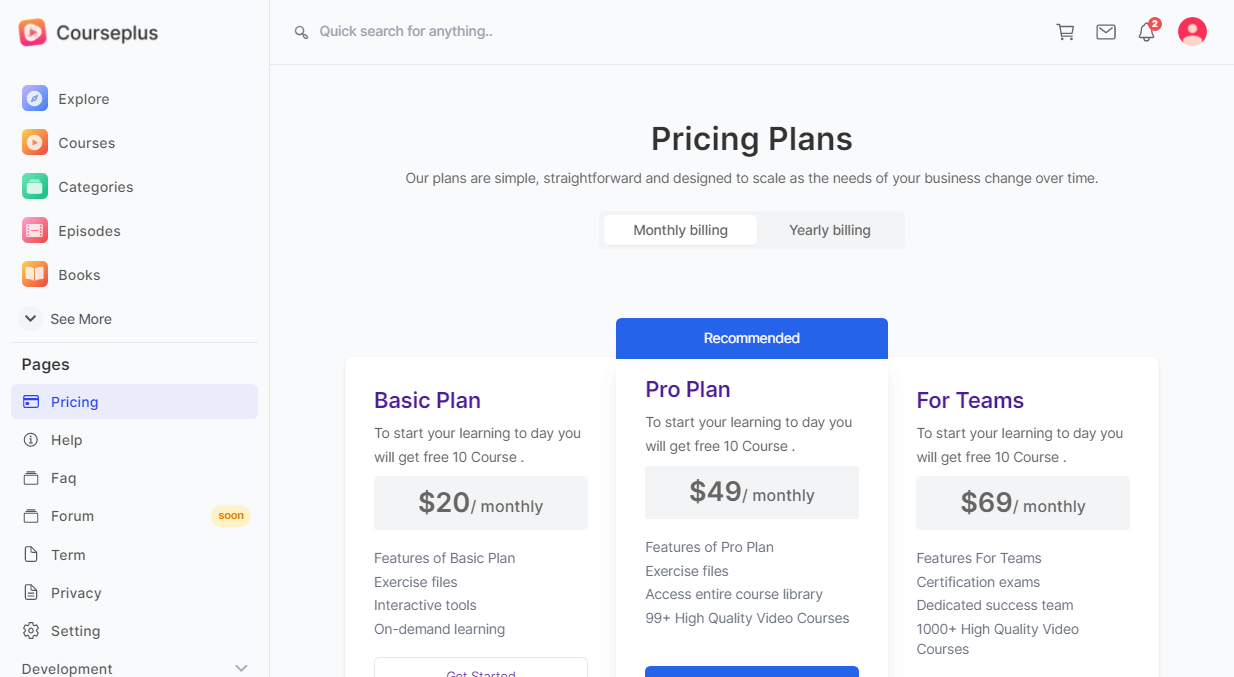 Courseplus
Quick search for anything..
2
Explore
Courses
Categories
Episodes
Books
See More
Pages
Pricing
Help
Faq
Forum
soon
Term
Privacy
Setting
Development
Pricing Plans
Our plans are simple, straightforward and designed to scale as the needs of your business change over time.
Monthly billing
Yearly billing
Basic Plan
To start your learning to day you
will get free 10 Course .
$20/ monthly
Features of Basic Plan
Exercise files
Interactive tools
On-demand learning
Get Started
Recommended
Pro Plan
To start your learning to day you
will get free 10 Course .
$49/ monthly
Features of Pro Plan
Exercise files
Access entire course library
99+ High Quality Video Courses
For Teams
To start your learning to day you
will get free 10 Course .
$69/ monthly
Features For Teams
Certification exams
Dedicated success team
1000+ High Quality Video
Courses